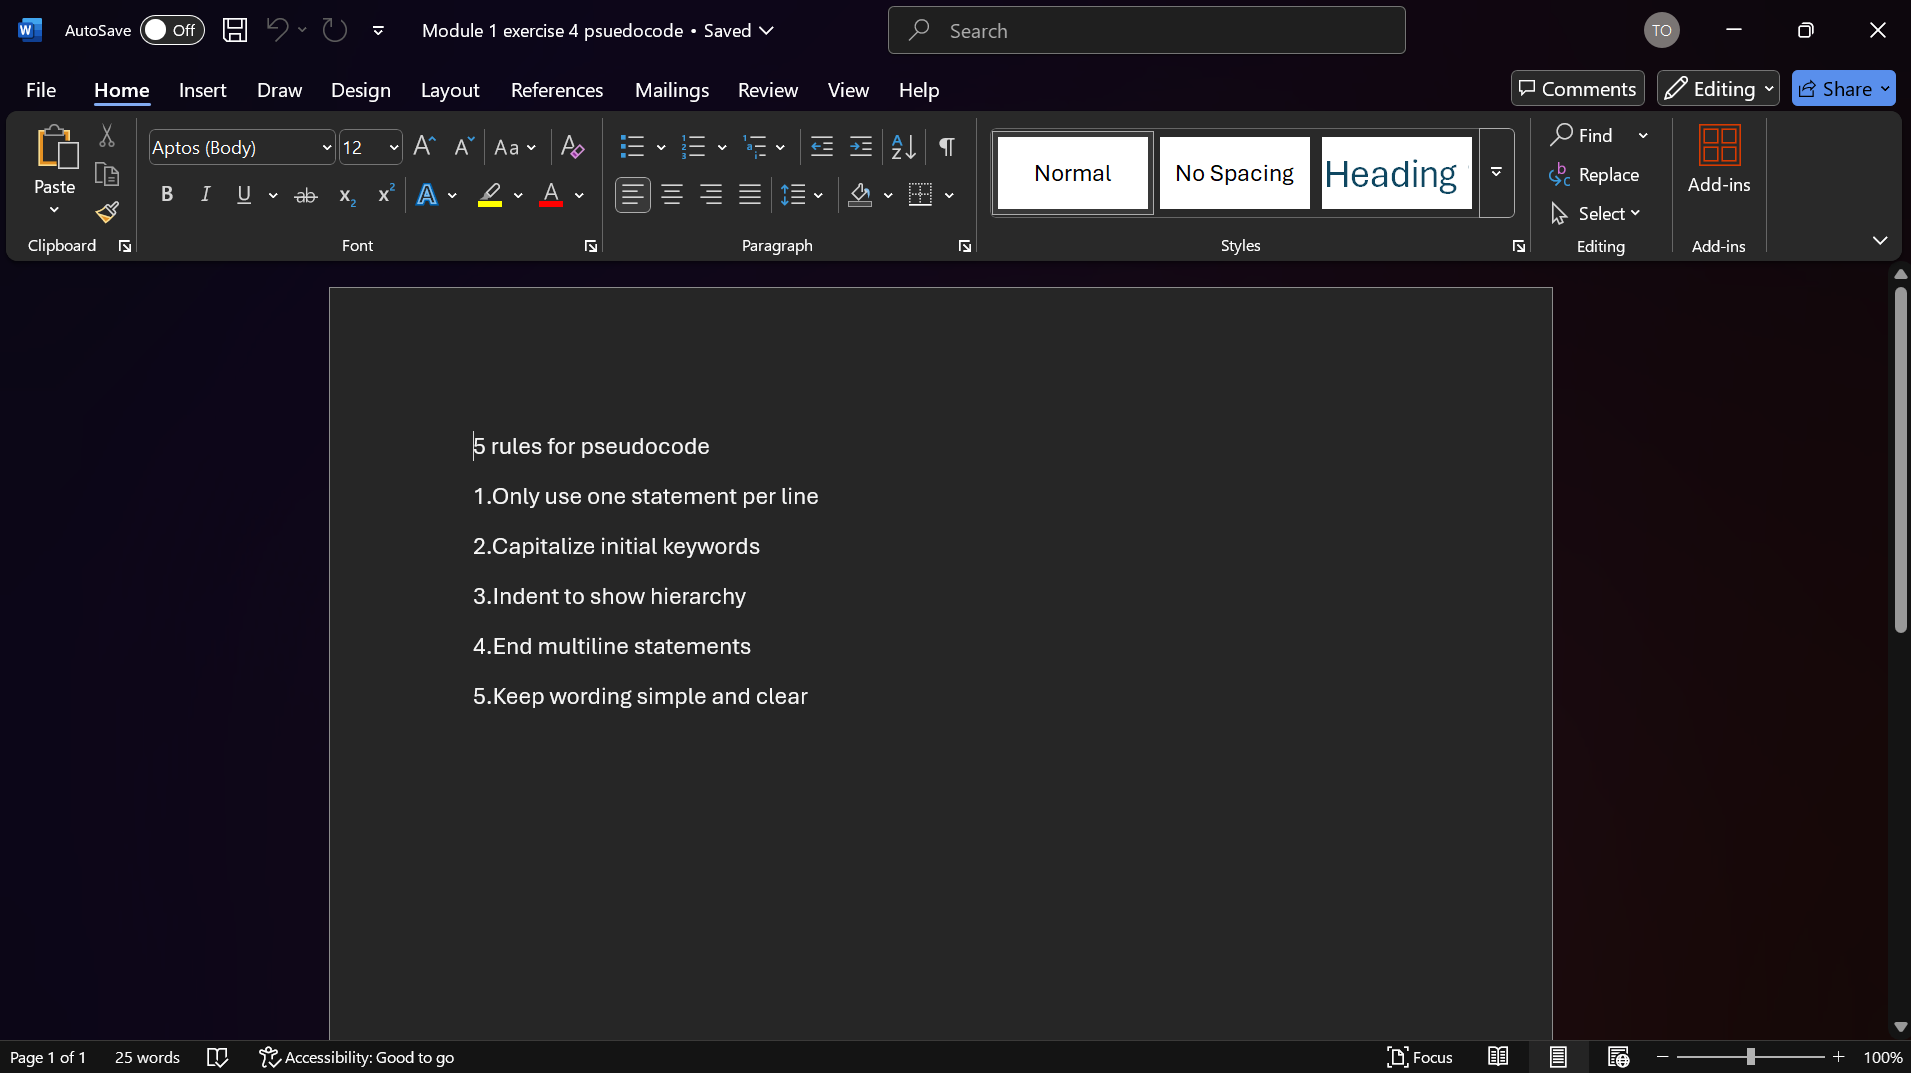 AutoSave Off Module 1 exercise 4 psuedocode • Saved Search TO
File Home Insert Draw Design Layout References Mailings Review View Help Comments Editing Share
Paste
Clipboard
Aptos (Body) 12 Aa
B I U ab x₂ x² A A
Font
Paragraph
Normal No Spacing Heading
Styles
Find
Replace
Select
Editing
Add-ins
Add-ins
5 rules for pseudocode
1.Only use one statement per line
2.Capitalize initial keywords
3.Indent to show hierarchy
4.End multiline statements
5.Keep wording simple and clear
Page 1 of 1 25 words Accessibility: Good to go Focus 100%